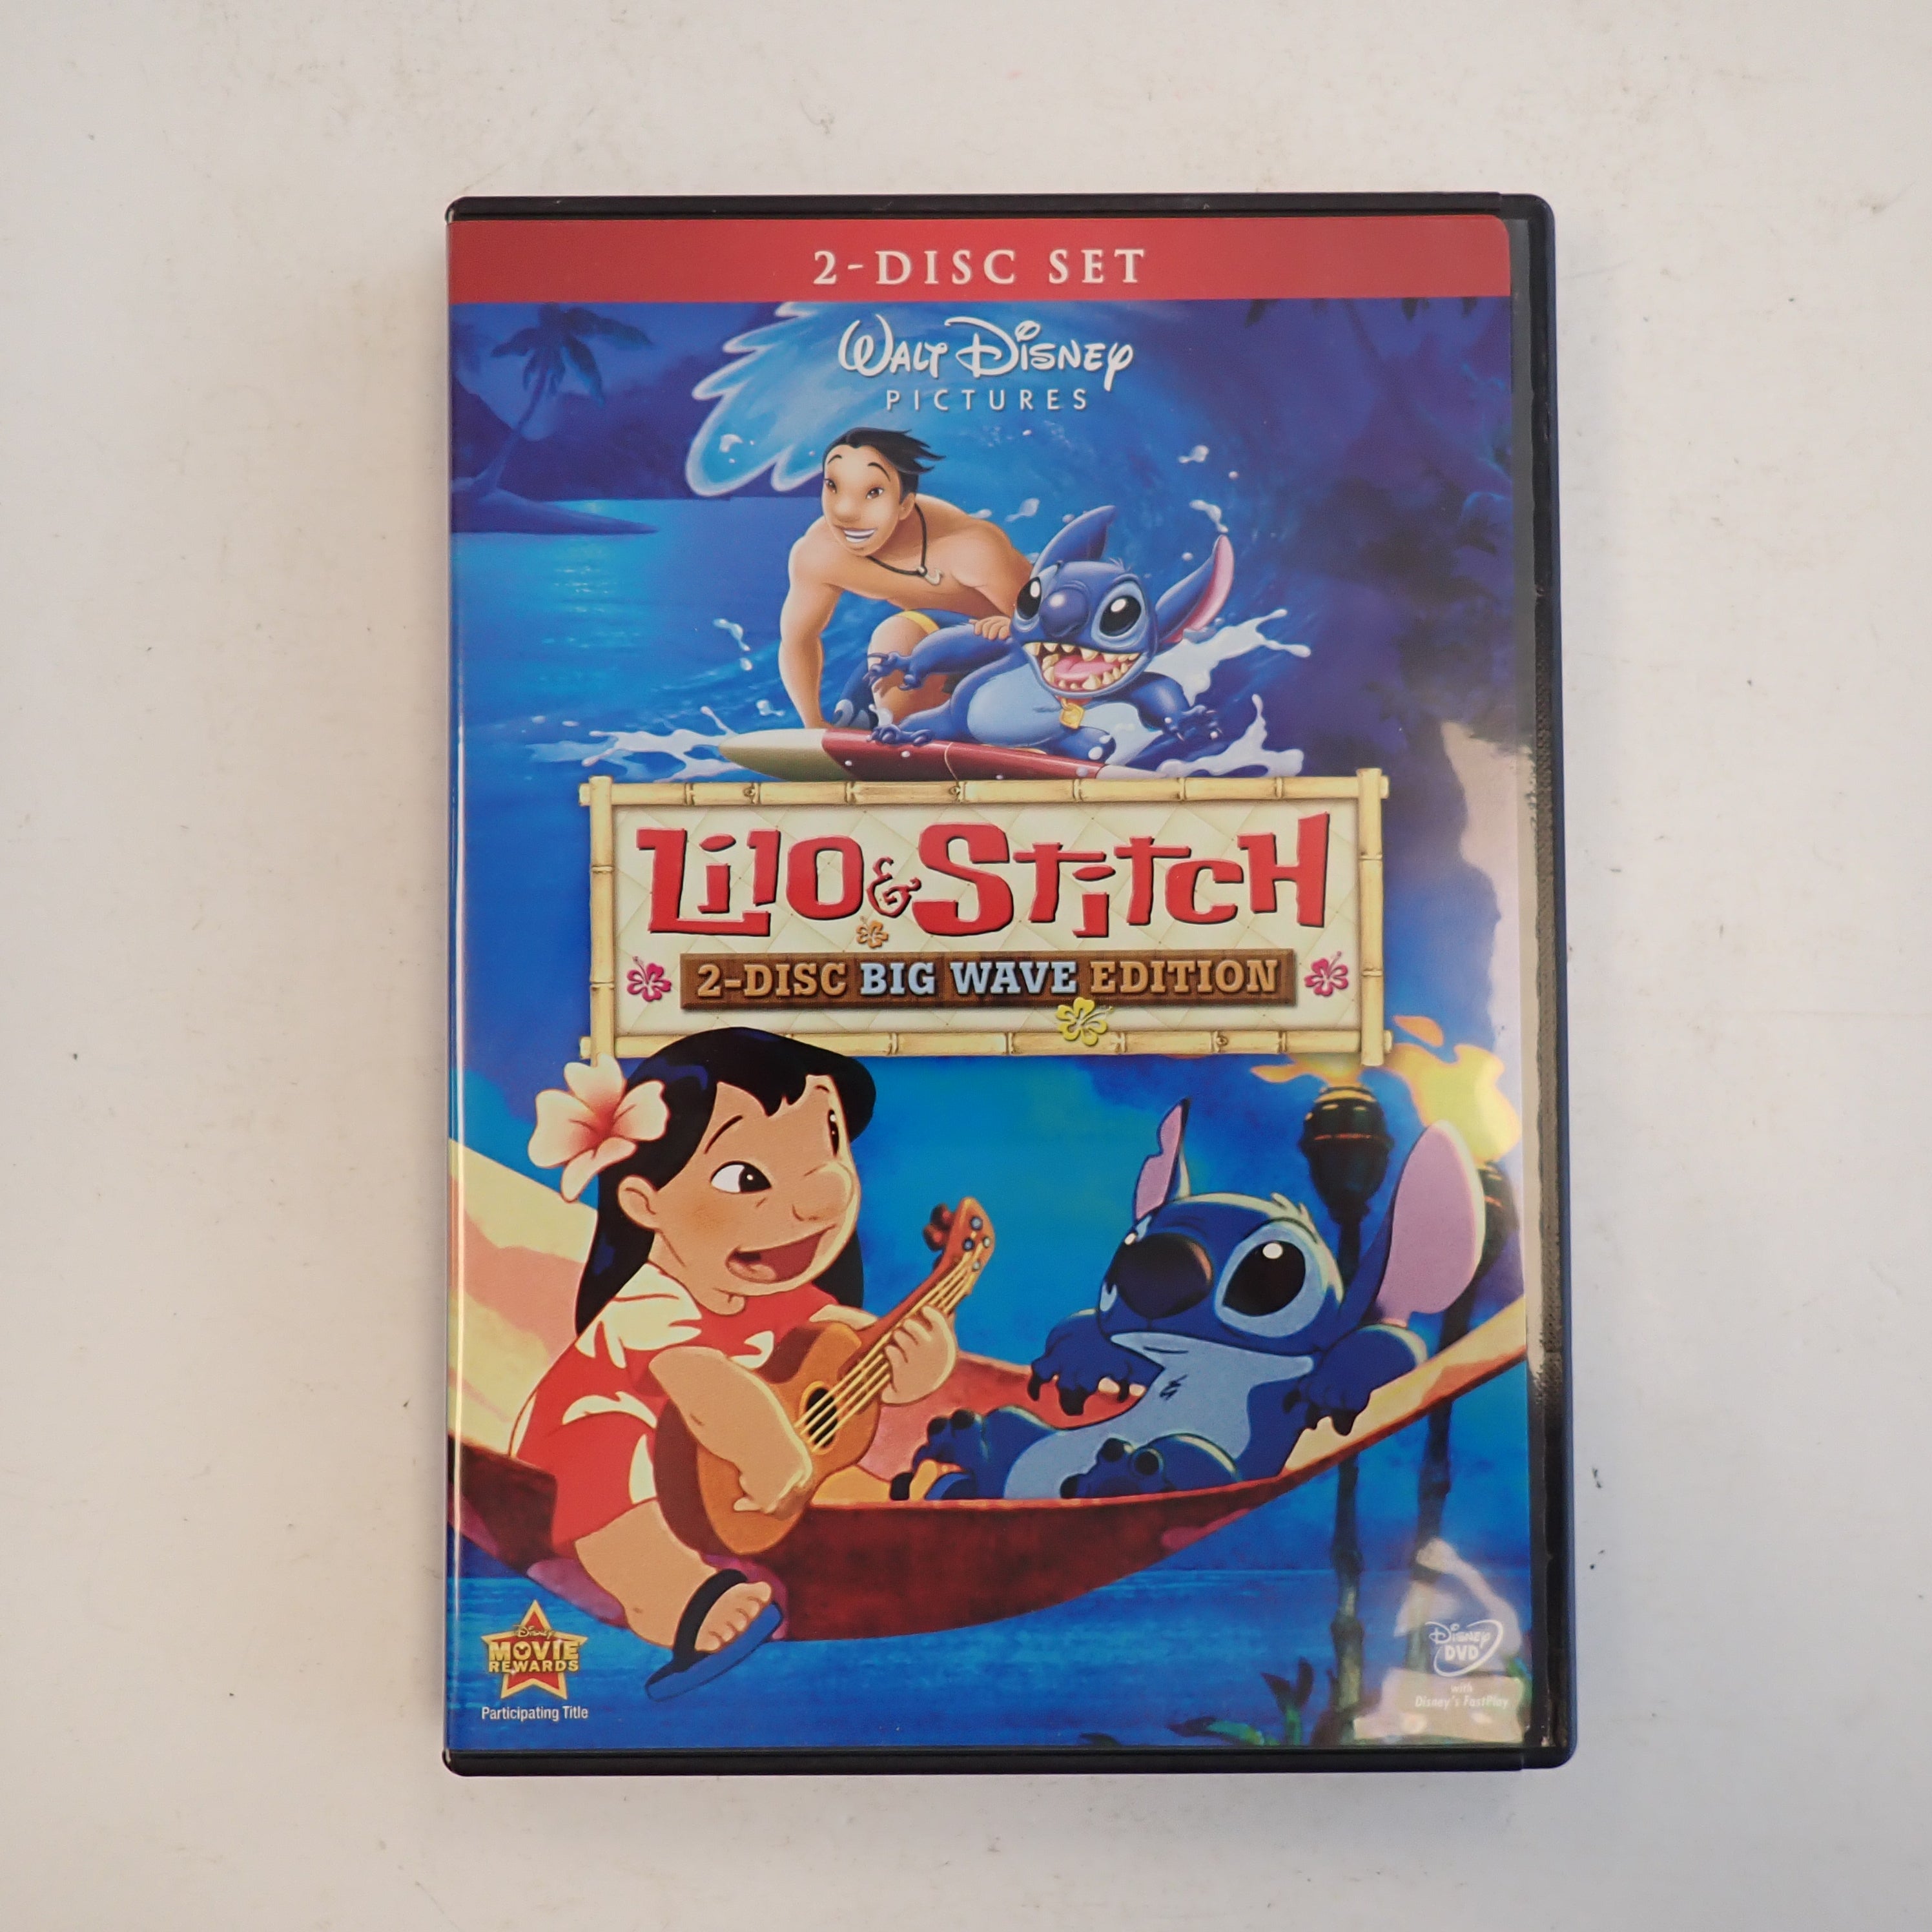 2-DISC SET
WALT DISNEY
PICTURES
LILO & STITCH
2-DISC BIG WAVE EDITION
Disney
MOVIE
REWARDS
Participating Title
Disney
DVD
with
Disney's FastPlay